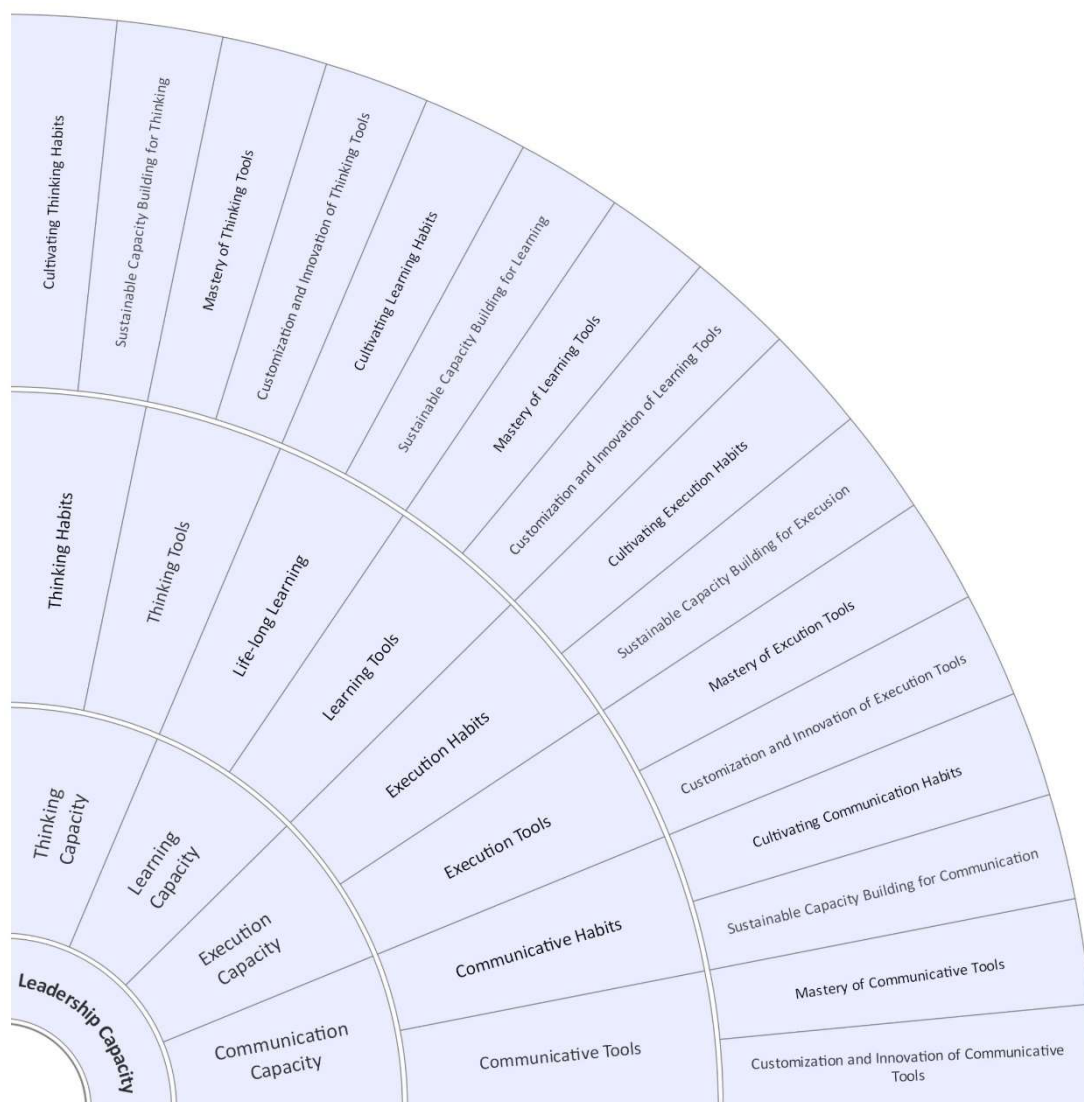 Cultivating Thinking Habits
Sustainable Capacity Building for Thinking
Mastery of Thinking Tools
Customization and Innovation of Thinking Tools
Cultivating Learning Habits
Sustainable Capacity Building for Learning
Mastery of Learning Tools
Customization and Innovation of Learning Tools
Cultivating Execution Habits
Sustainable Capacity Building for Execusion
Mastery of Excution Tools
Customization and Innovation of Execution Tools
Cultivating Communication Habits
Sustainable Capacity Building for Communication
Mastery of Communicative Tools
Customization and Innovation of Communicative
Tools
Thinking Habits
Thinking Tools
Life-long Learning
Learning Tools
Execution Habits
Execution Tools
Communicative Habits
Communicative Tools
Thinking
Capacity
Learning
Capacity
Execution
Capacity
Communication
Capacity
Leadership Capacity